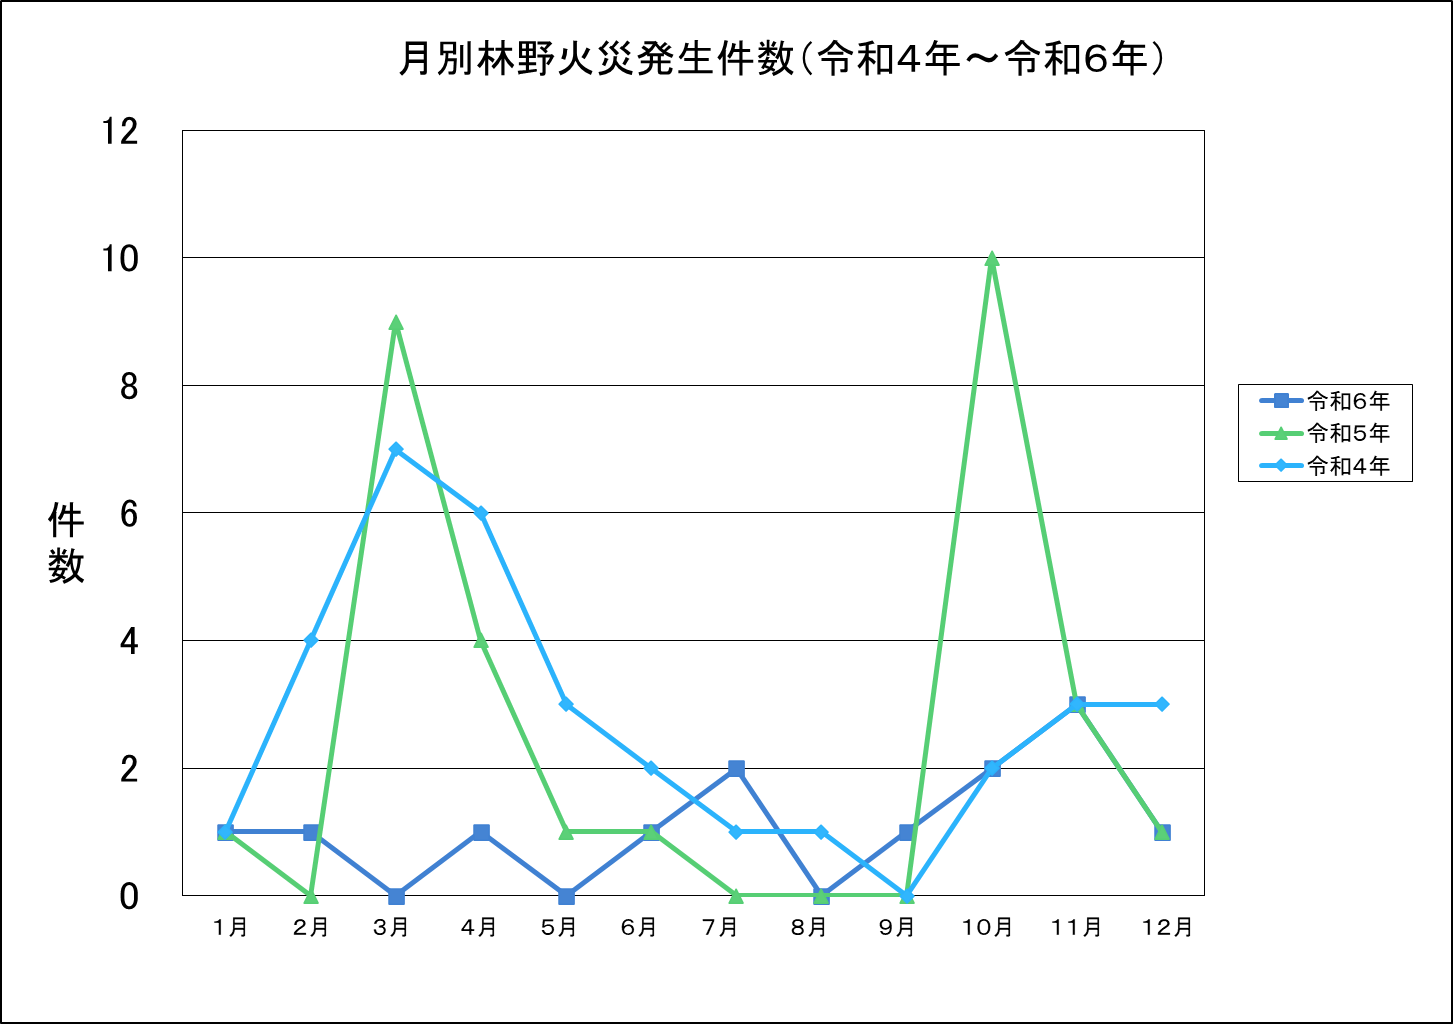 月別林野火災発生件数（令和４年～令和６年）
12
10
8
6
4
2
0
件
数
１月 ２月 ３月 ４月 ５月 ６月 ７月 ８月 ９月 １０月 １１月 １２月
令和６年
令和５年
令和４年